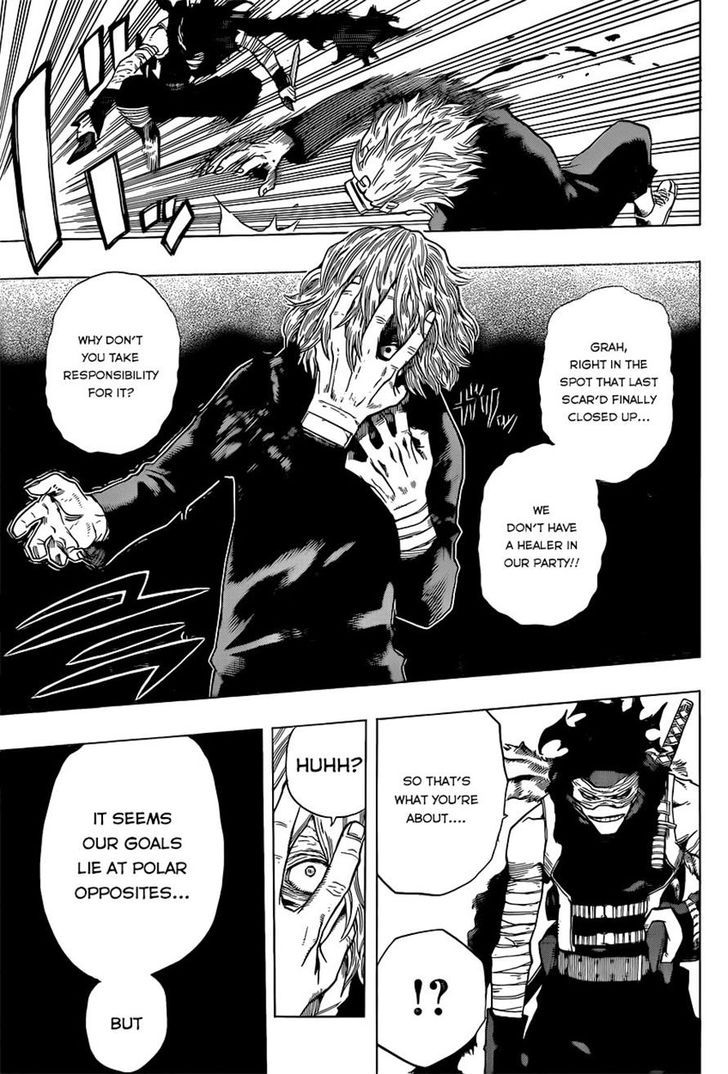 GRAH,
RIGHT IN THE
SPOT THAT LAST
SCAR'D FINALLY
CLOSED UP...
WE
DON'T HAVE
A HEALER IN
OUR PARTY!!
WHY DON'T
YOU TAKE
RESPONSIBILITY
FOR IT?
SO THAT'S
WHAT YOU'RE
ABOUT....
!?
HUHH?
IT SEEMS
OUR GOALS
LIE AT POLAR
OPPOSITES...
BUT